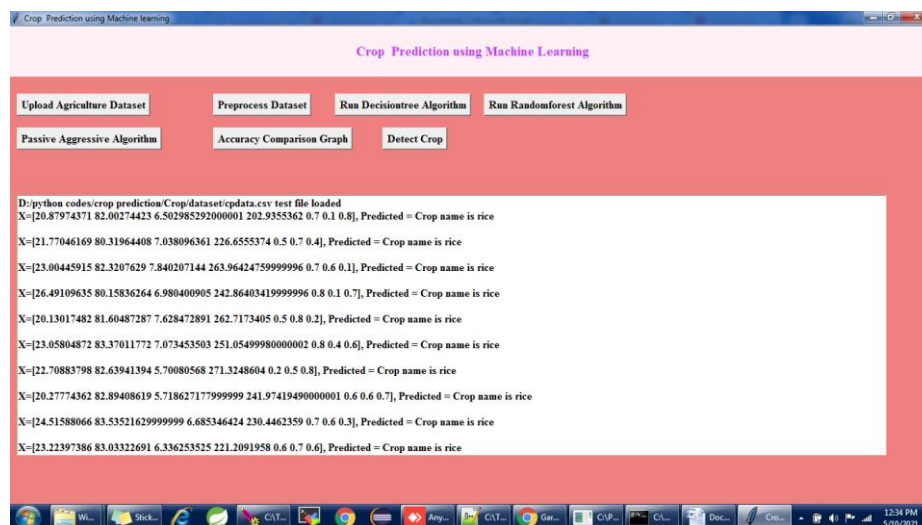 Crop Prediction using Machine learning
Crop Prediction using Machine Learning
Upload Agriculture Dataset
Preprocess Dataset
Run Decisiontree Algorithm
Run Randomforest Algorithm
Passive Aggressive Algorithm
Accuracy Comparison Graph
Detect Crop
D:/python codes/crop prediction/Crop/dataset/cpdata.csv test file loaded
X=[20.87974371 82.00274423 6.502985292000001 202.9355362 0.7 0.1 0.8], Predicted = Crop name is rice
X=[21.77046169 80.31964408 7.038096361 226.6555374 0.5 0.7 0.4], Predicted = Crop name is rice
X=[23.00445915 82.3207629 7.840207144 263.96424759999996 0.7 0.6 0.1], Predicted = Crop name is rice
X=[26.49109635 80.15836264 6.980400905 242.86403419999996 0.8 0.1 0.7], Predicted = Crop name is rice
X=[20.13017482 81.60487287 7.628472891 262.7173405 0.5 0.8 0.2], Predicted = Crop name is rice
X=[23.05804872 83.37011772 7.073453503 251.05499980000002 0.8 0.4 0.6], Predicted = Crop name is rice
X=[22.70883798 82.63941394 5.70080568 271.3248604 0.2 0.5 0.8], Predicted = Crop name is rice
X=[20.27774362 82.89408619 5.718627177999999 241.97419490000001 0.6 0.6 0.7], Predicted = Crop name is rice
X=[24.51588066 83.53521629999999 6.685346424 230.4462359 0.7 0.6 0.3], Predicted = Crop name is rice
X=[23.22397386 83.03322691 6.336253525 221.2091958 0.6 0.7 0.6], Predicted = Crop name is rice
Wi... Stick... C:\T... Any... C:\T... Gar... C:\P... C:\... Doc... Cro... 12:34 PM